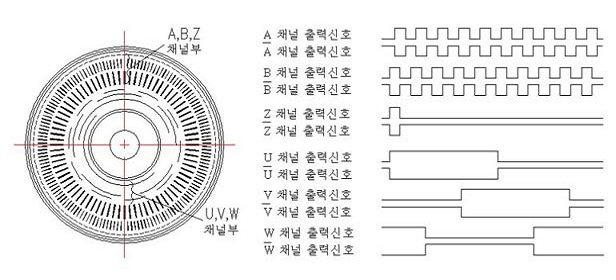 A,B,Z
채널부
U,V,W
채널부
A 채널 출력신호
A̅ 채널 출력신호
B 채널 출력신호
B̅ 채널 출력신호
Z 채널 출력신호
Z̅ 채널 출력신호
U 채널 출력신호
U̅ 채널 출력신호
V 채널 출력신호
V̅ 채널 출력신호
W 채널 출력신호
W̅ 채널 출력신호